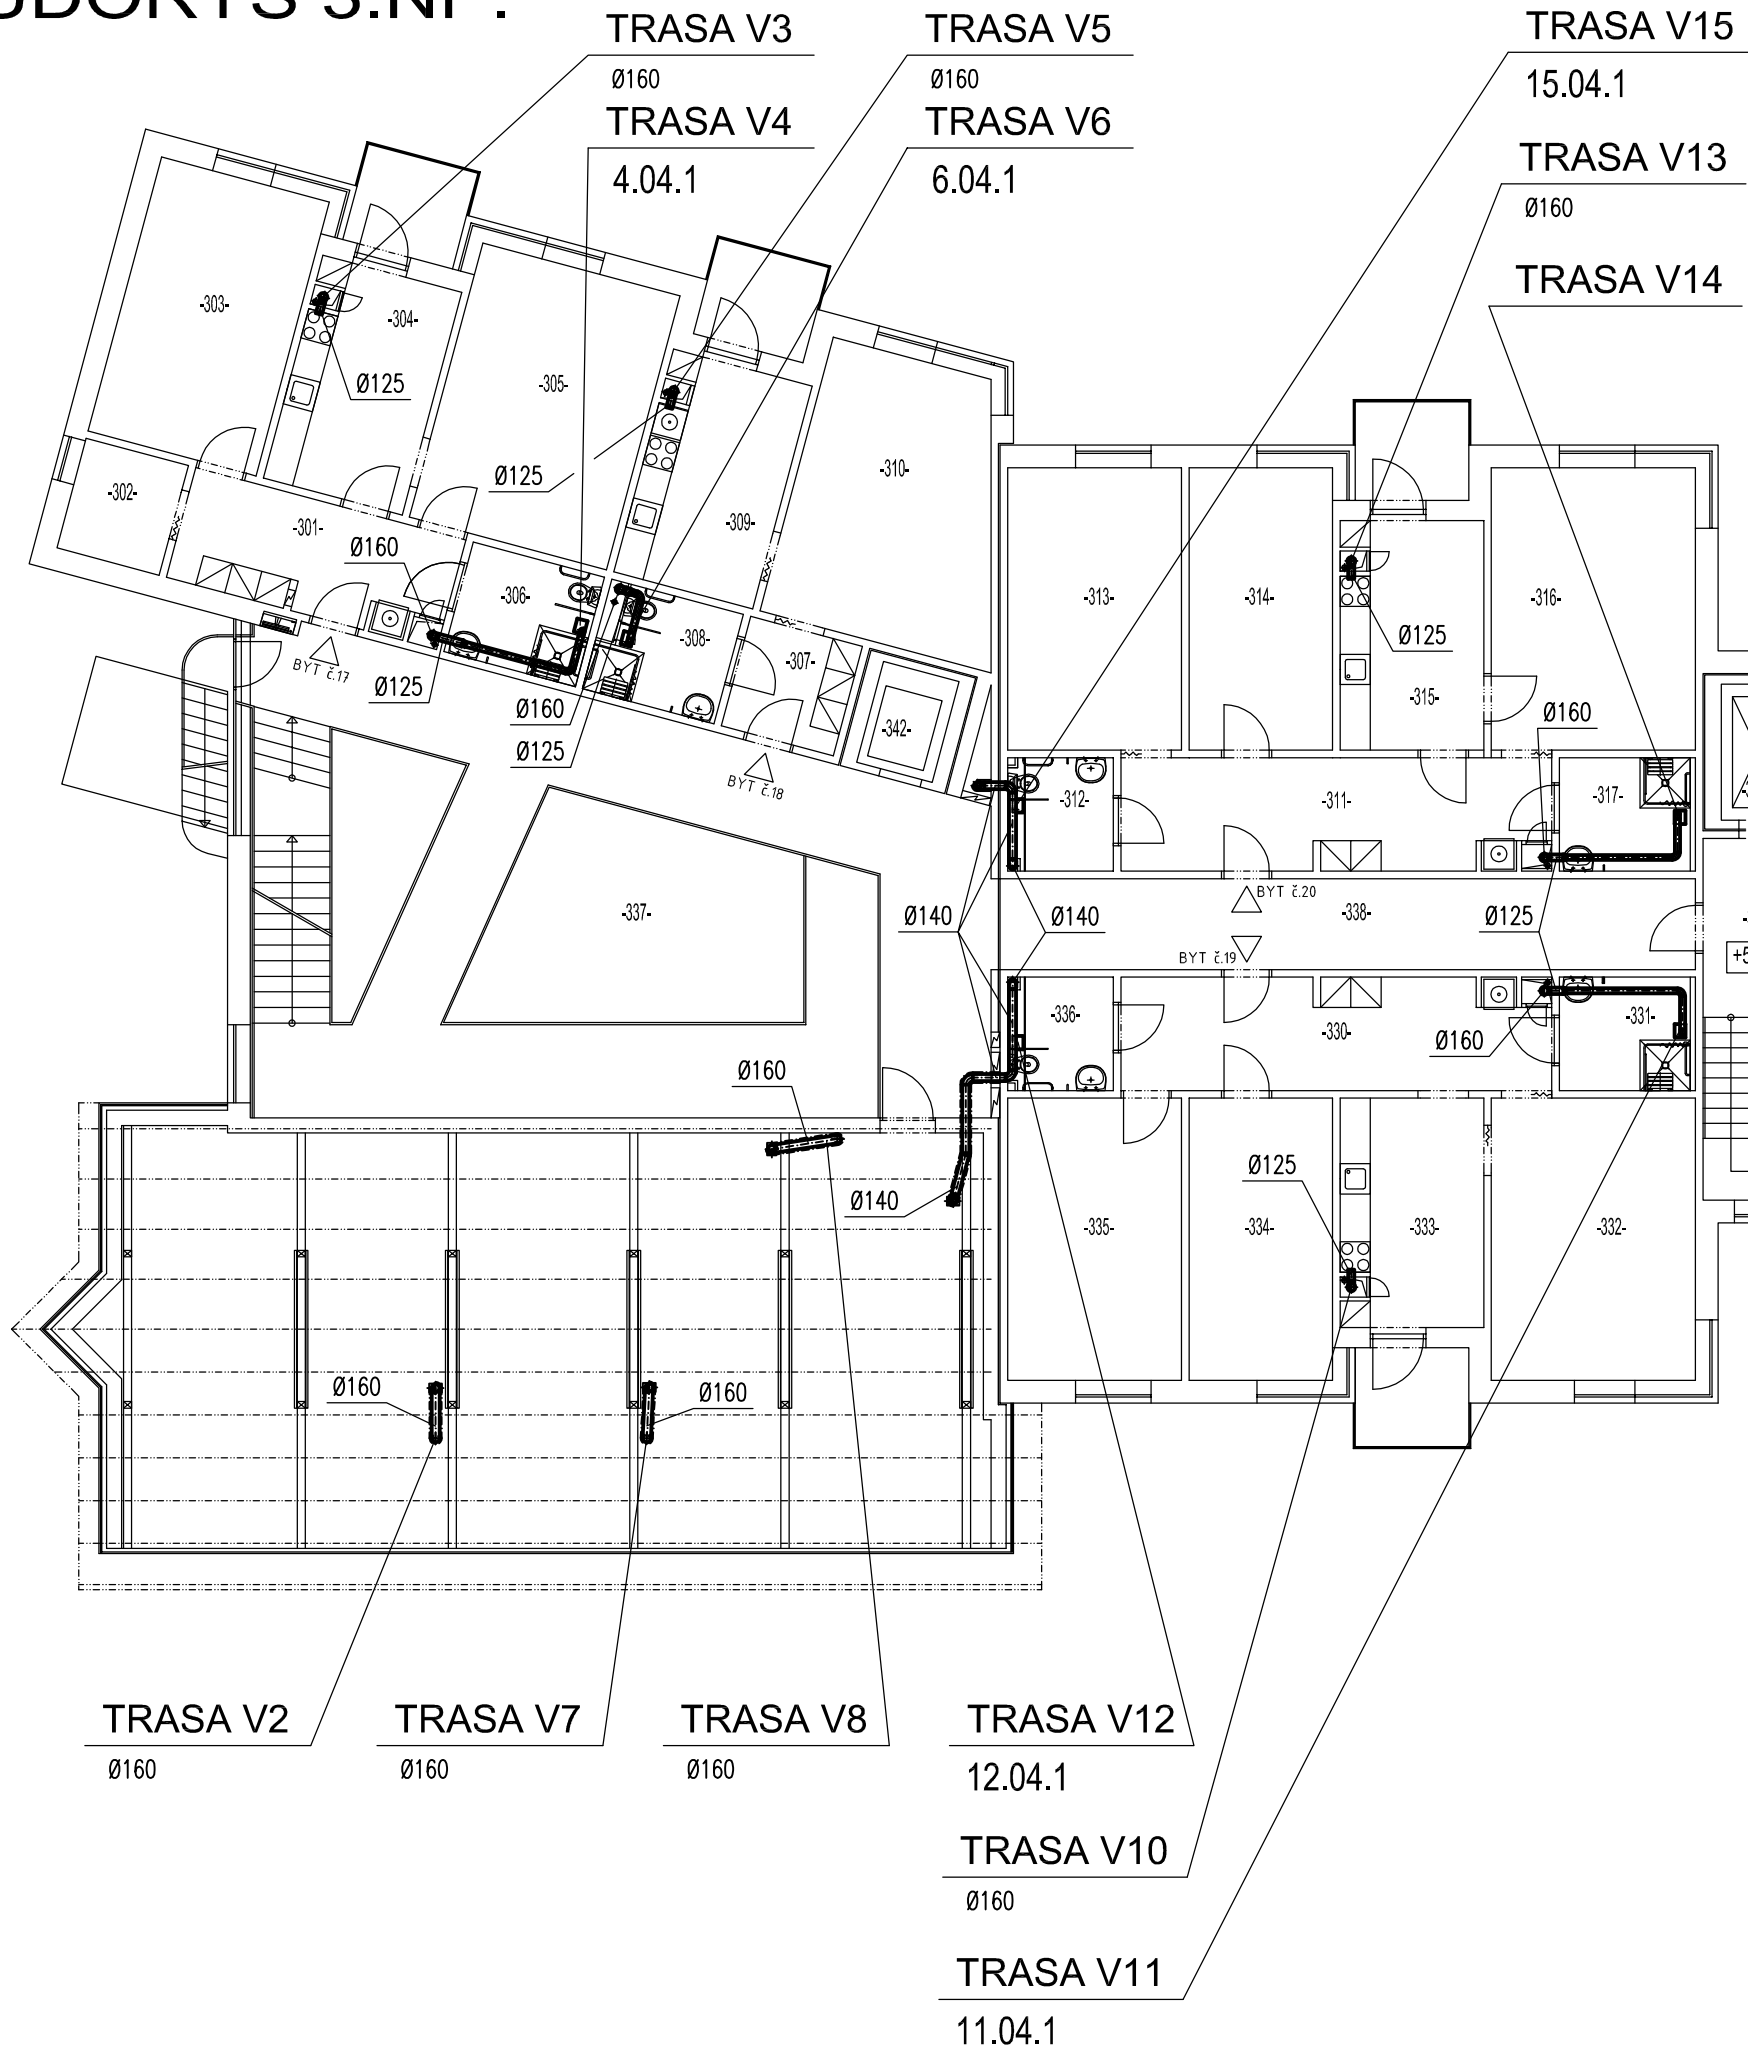 TRASA V3
Ø160
TRASA V4
4.04.1
TRASA V5
Ø160
TRASA V6
6.04.1
TRASA V15
15.04.1
TRASA V13
Ø160
TRASA V14
-303-
-304-
Ø125
-305-
Ø125
-302-
-301-
Ø160
-306-
-309-
-310-
-308-
-307-
BYT č.17
Ø125
Ø160
Ø125
BYT č.18
-342-
-313-
-314-
-316-
Ø125
-315-
Ø160
-312-
-311-
-317-
-337-
Ø140
Ø140
BYT č.20
-338-
Ø125
BYT č.19
-336-
-330-
Ø160
-331-
Ø160
Ø140
Ø125
-335-
-334-
-333-
-332-
Ø160
Ø160
TRASA V2
Ø160
TRASA V7
Ø160
TRASA V8
Ø160
TRASA V12
12.04.1
TRASA V10
Ø160
TRASA V11
11.04.1